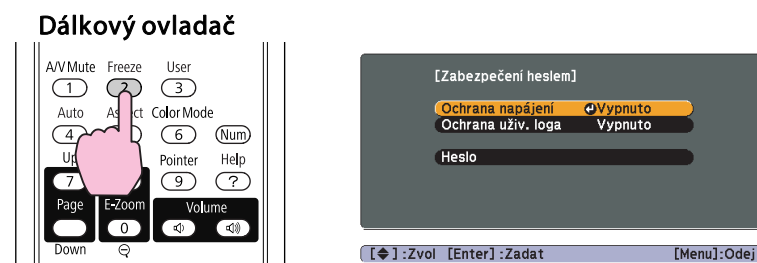 Dálkový ovladač
A/V Mute Freeze User
1 2 3
Auto Color Mode
4 6 Num
Pointer Help
7 9 ?
Page E-Zoom Volume
0
Down
[Zabezpečení heslem]
Ochrana napájení Vypnuto
Ochrana uživ. loga Vypnuto
Heslo
[ ] :Zvol [Enter] :Zadat [Menu]:Odej